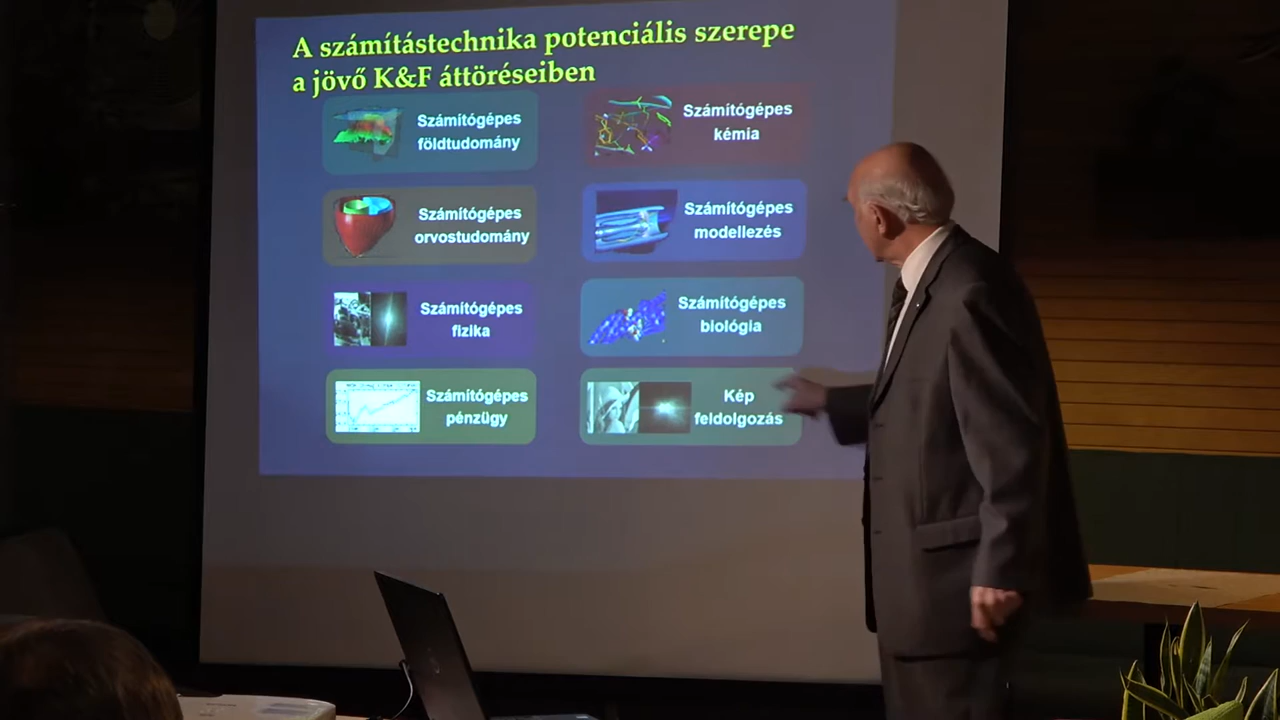 A számítástechnika potenciális szerepe
a jövő K&F áttöréseiben
Számítógépes
földtudomány
Számítógépes
kémia
Számítógépes
orvostudomány
Számítógépes
modellezés
Számítógépes
fizika
Számítógépes
biológia
Számítógépes
pénzügy
Kép
feldolgozás